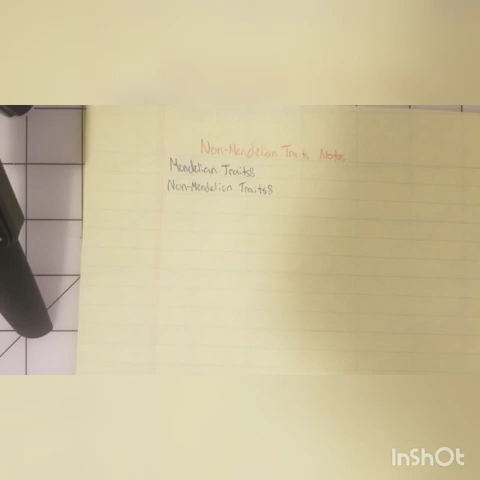 Non-Mendelian Traits Notes
Mendelian Traits:
Non-Mendelian Traits:
InShOt